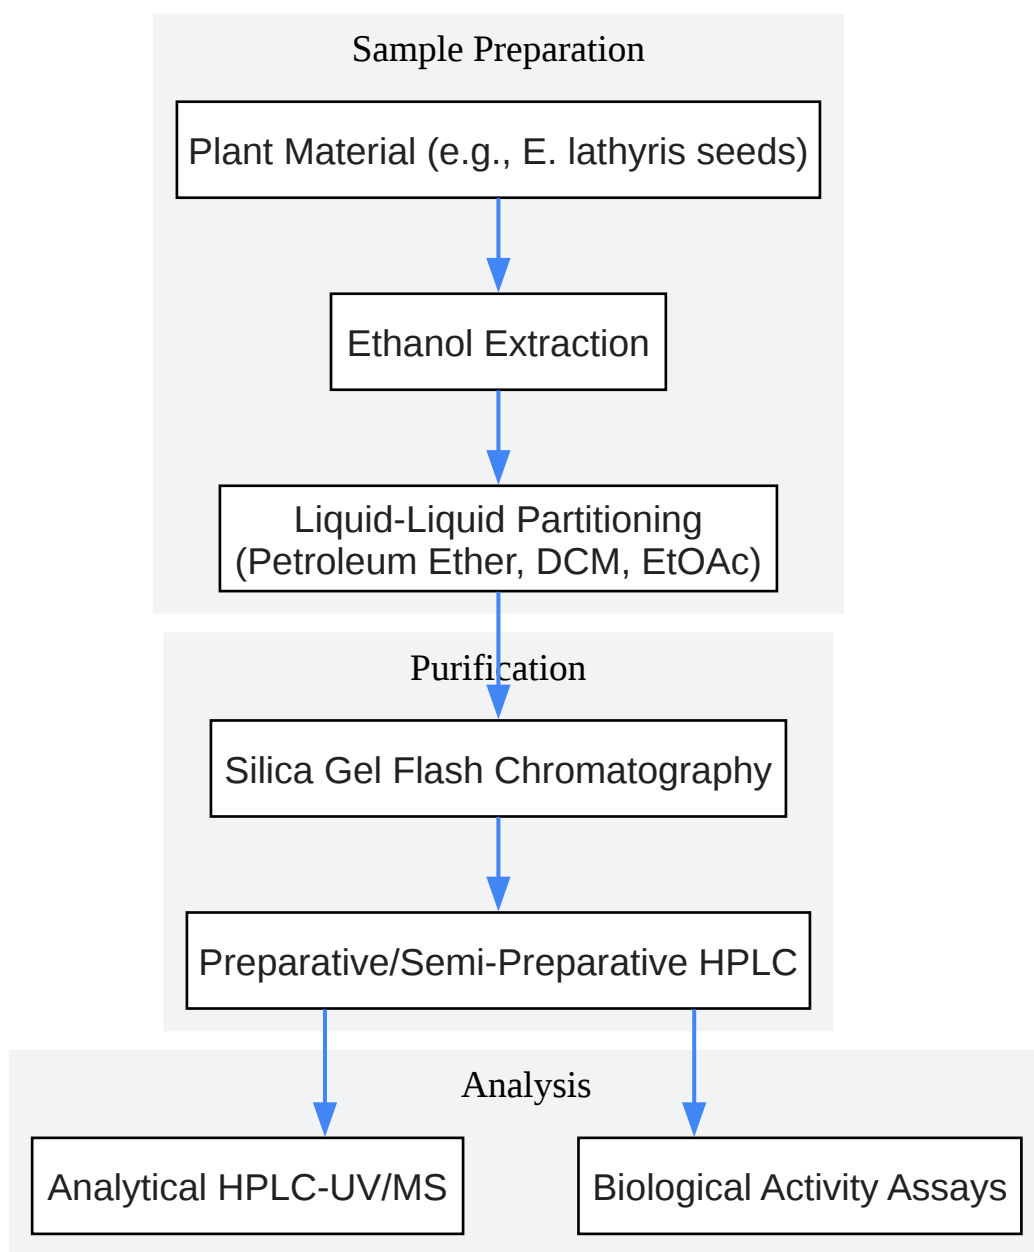 Sample Preparation
Plant Material (e.g., E. lathyris seeds)
Ethanol Extraction
Liquid-Liquid Partitioning
(Petroleum Ether, DCM, EtOAc)
Purification
Silica Gel Flash Chromatography
Preparative/Semi-Preparative HPLC
Analysis
Analytical HPLC-UV/MS
Biological Activity Assays